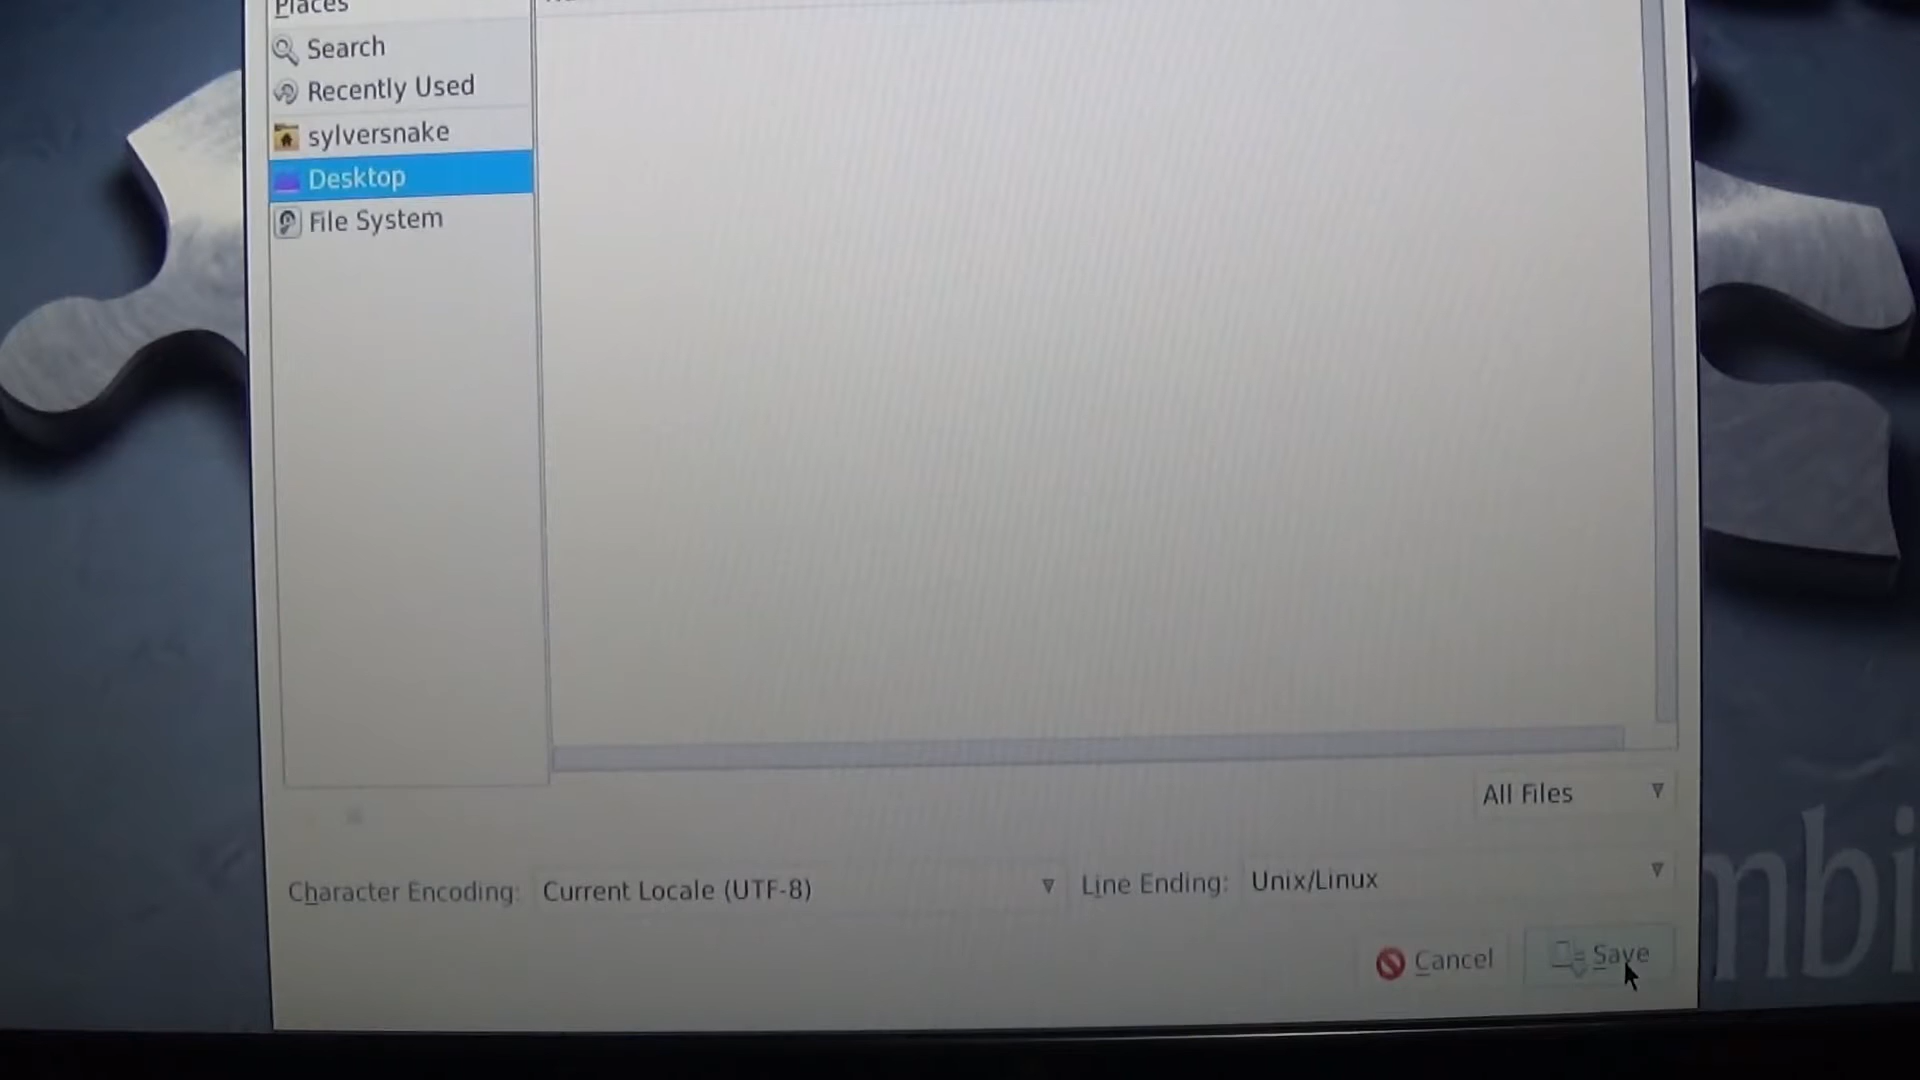 Places
Search
Recently Used
sylversnake
Desktop
File System
All Files
Character Encoding: Current Locale (UTF-8) Line Ending: Unix/Linux
mbi
Cancel Save